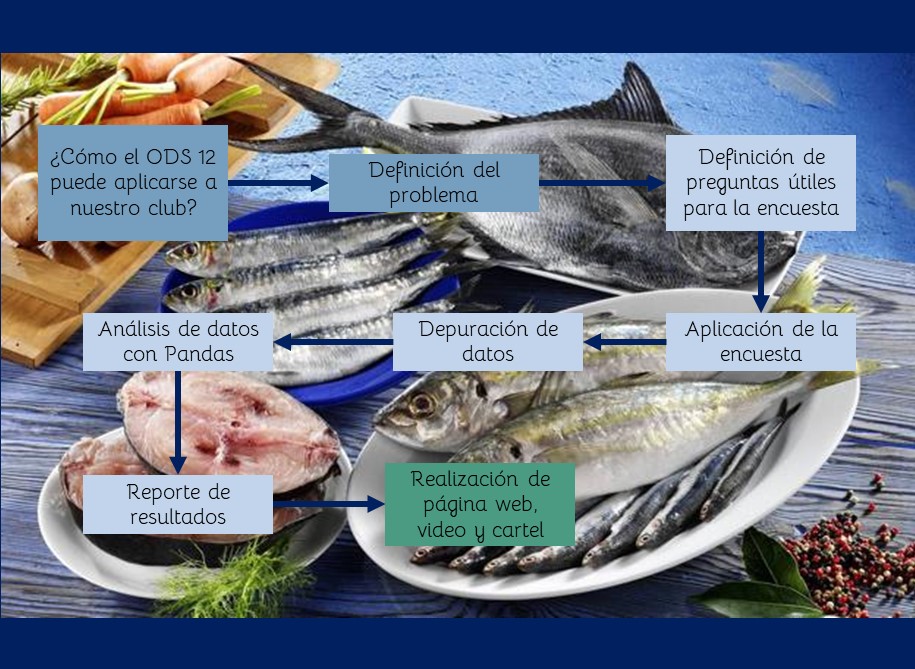 ¿Cómo el ODS 12
puede aplicarse a
nuestro club?
Definición del
problema
Definición de
preguntas útiles
para la encuesta
Aplicación de la
encuesta
Depuración de
datos
Análisis de datos
con Pandas
Reporte de
resultados
Realización de
página web,
video y cartel